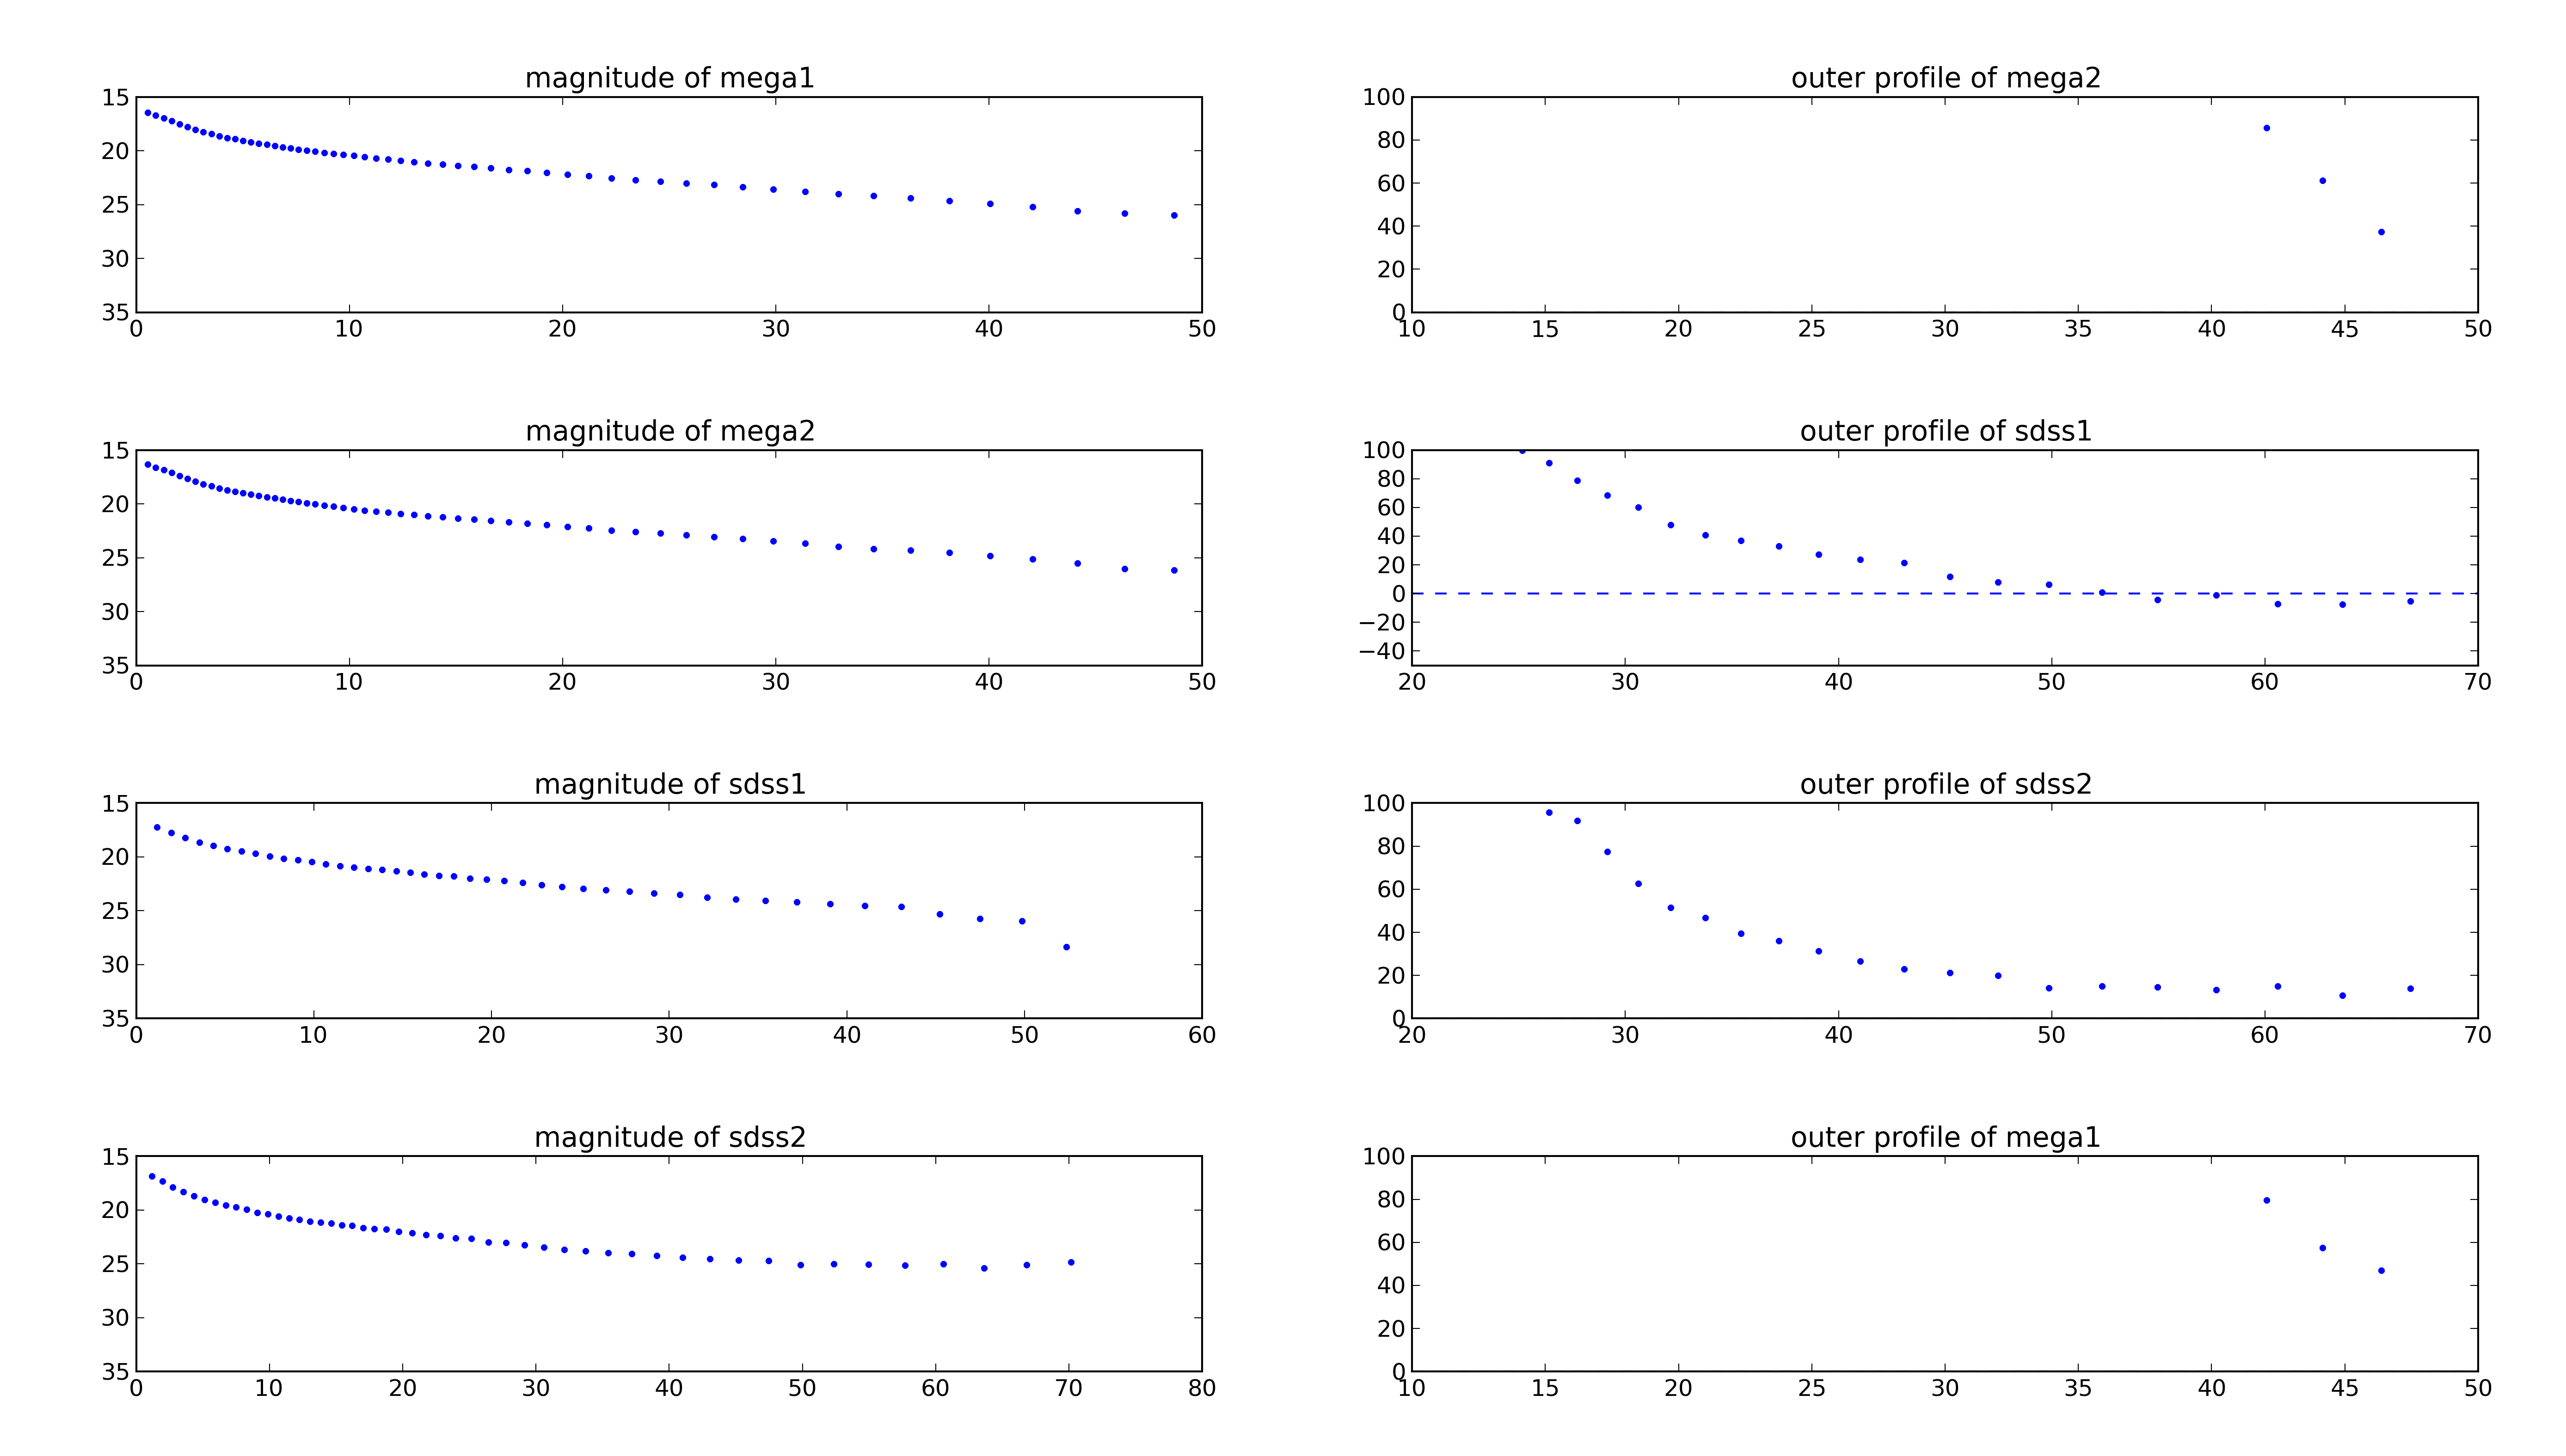 magnitude of mega1
15
20
25
30
35
0 10 20 30 40 50
outer profile of mega2
100
80
60
40
20
0
10 15 20 25 30 35 40 45 50
magnitude of mega2
15
20
25
30
35
0 10 20 30 40 50
outer profile of sdss1
100
80
60
40
20
0
−20
−40
20 30 40 50 60 70
magnitude of sdss1
15
20
25
30
35
0 10 20 30 40 50 60
outer profile of sdss2
100
80
60
40
20
0
20 30 40 50 60 70
magnitude of sdss2
15
20
25
30
35
0 10 20 30 40 50 60 70 80
outer profile of mega1
100
80
60
40
20
0
10 15 20 25 30 35 40 45 50